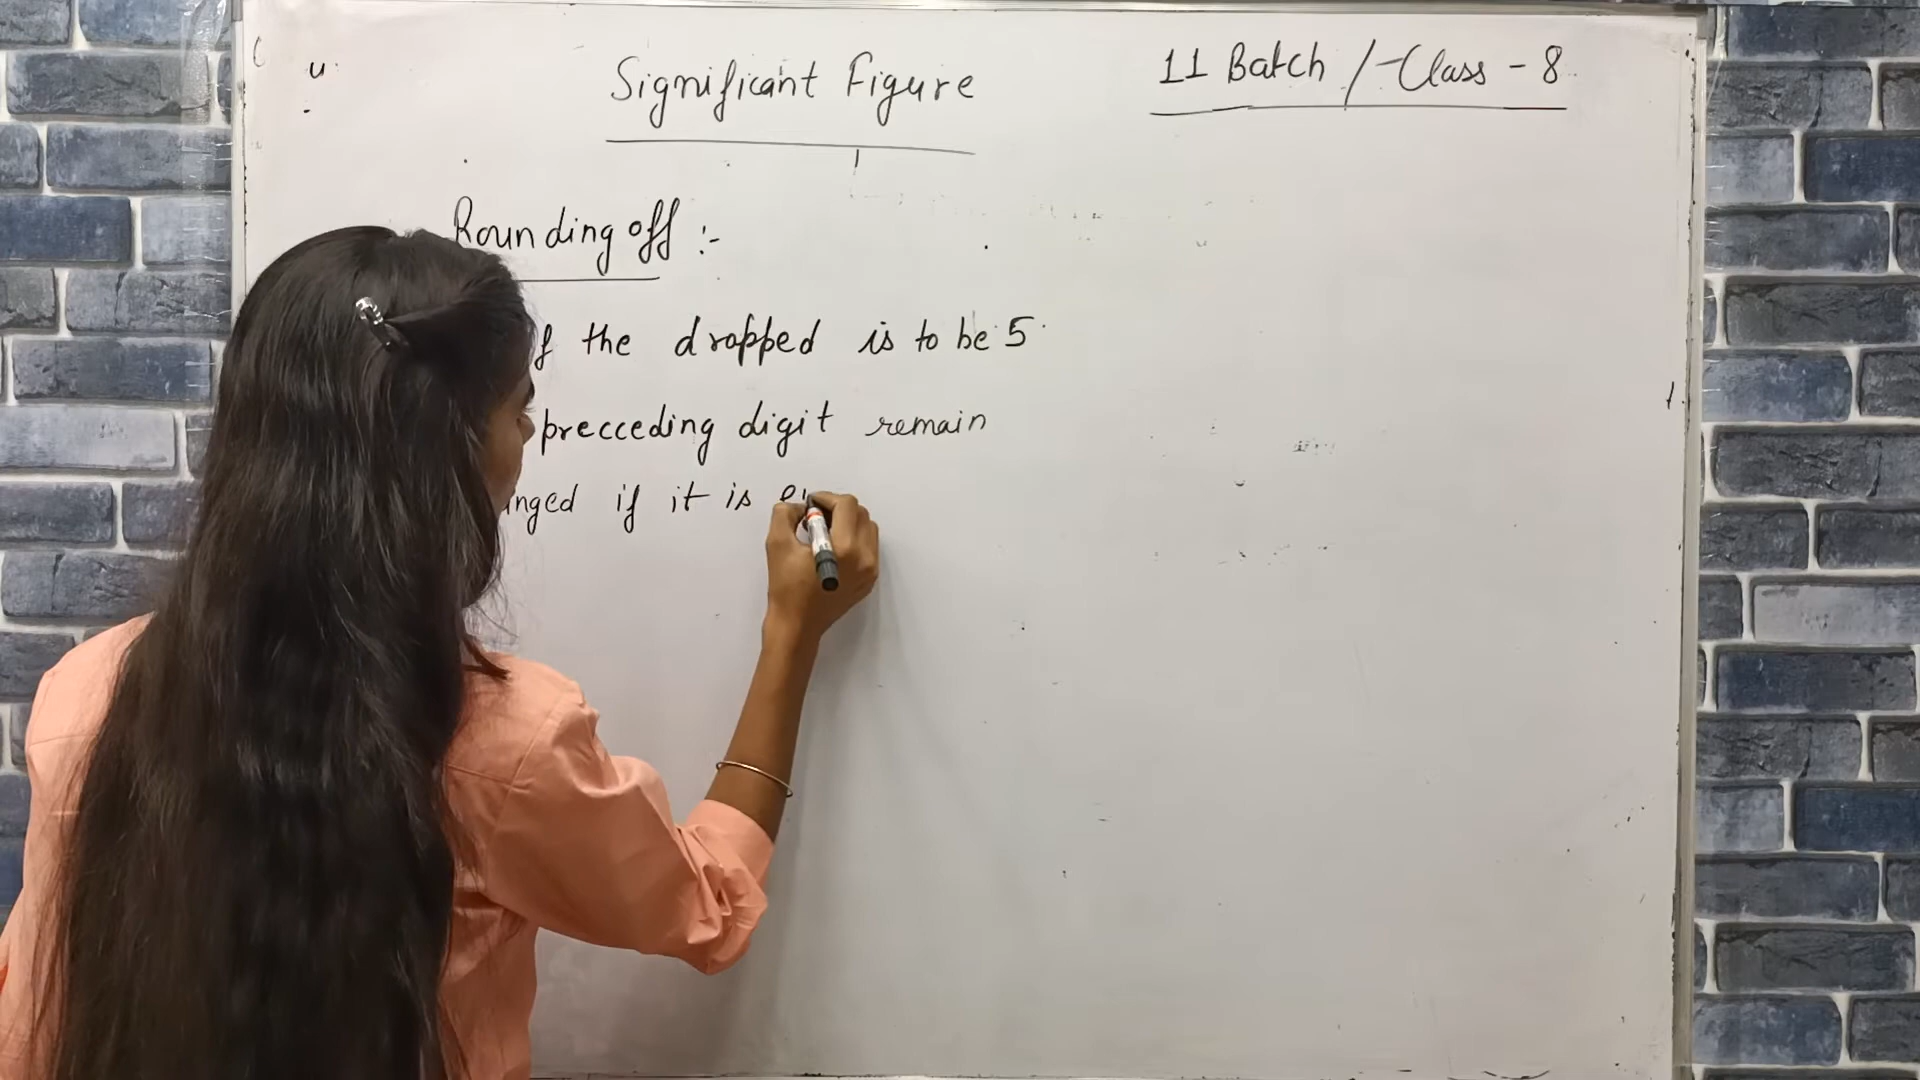 Significant Figure
11 Batch / Class - 8
Rounding off :-
the dropped is to be 5
precceding digit remain
if it is